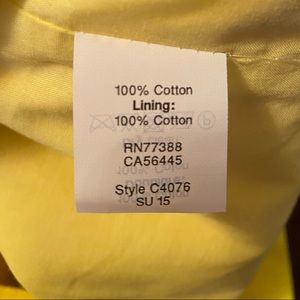 100% Cotton
Lining:
100% Cotton
RN77388
CA56445
Style C4076
SU 15